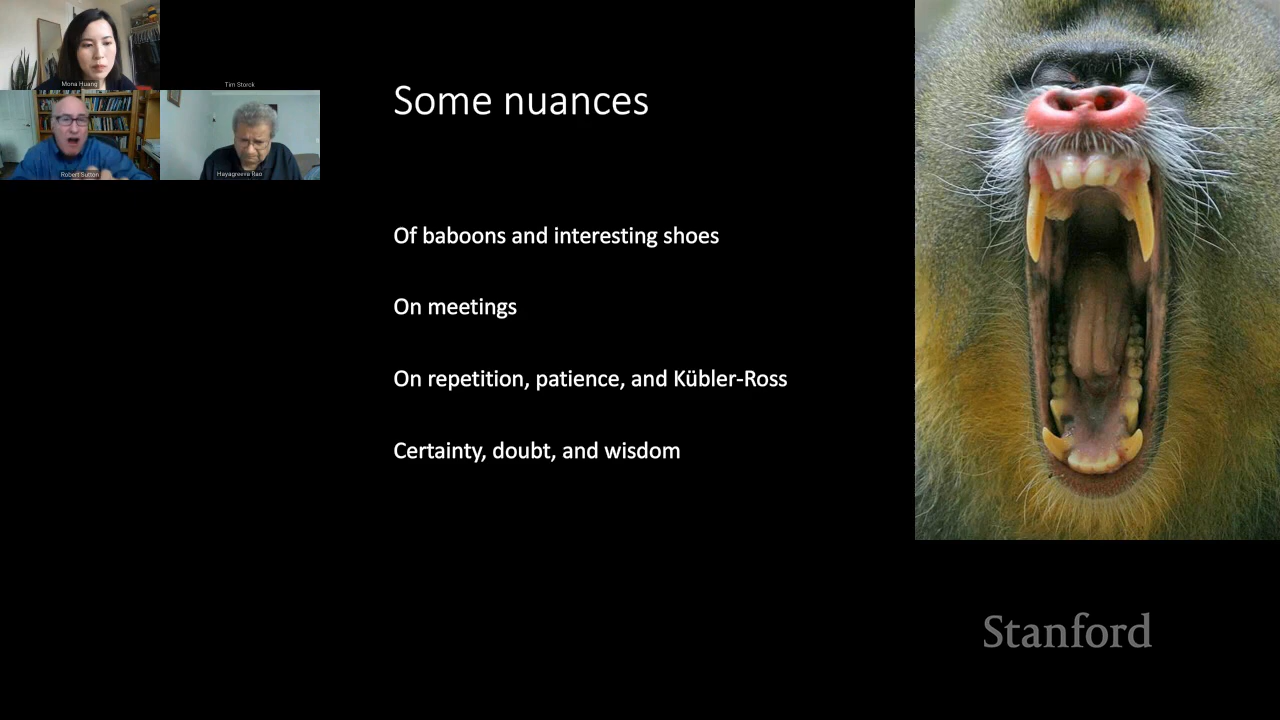 Mona Huang
Tim Storck
Robert Sutton
Hayagreeva Rao
Some nuances
Of baboons and interesting shoes
On meetings
On repetition, patience, and Kübler-Ross
Certainty, doubt, and wisdom
Stanford